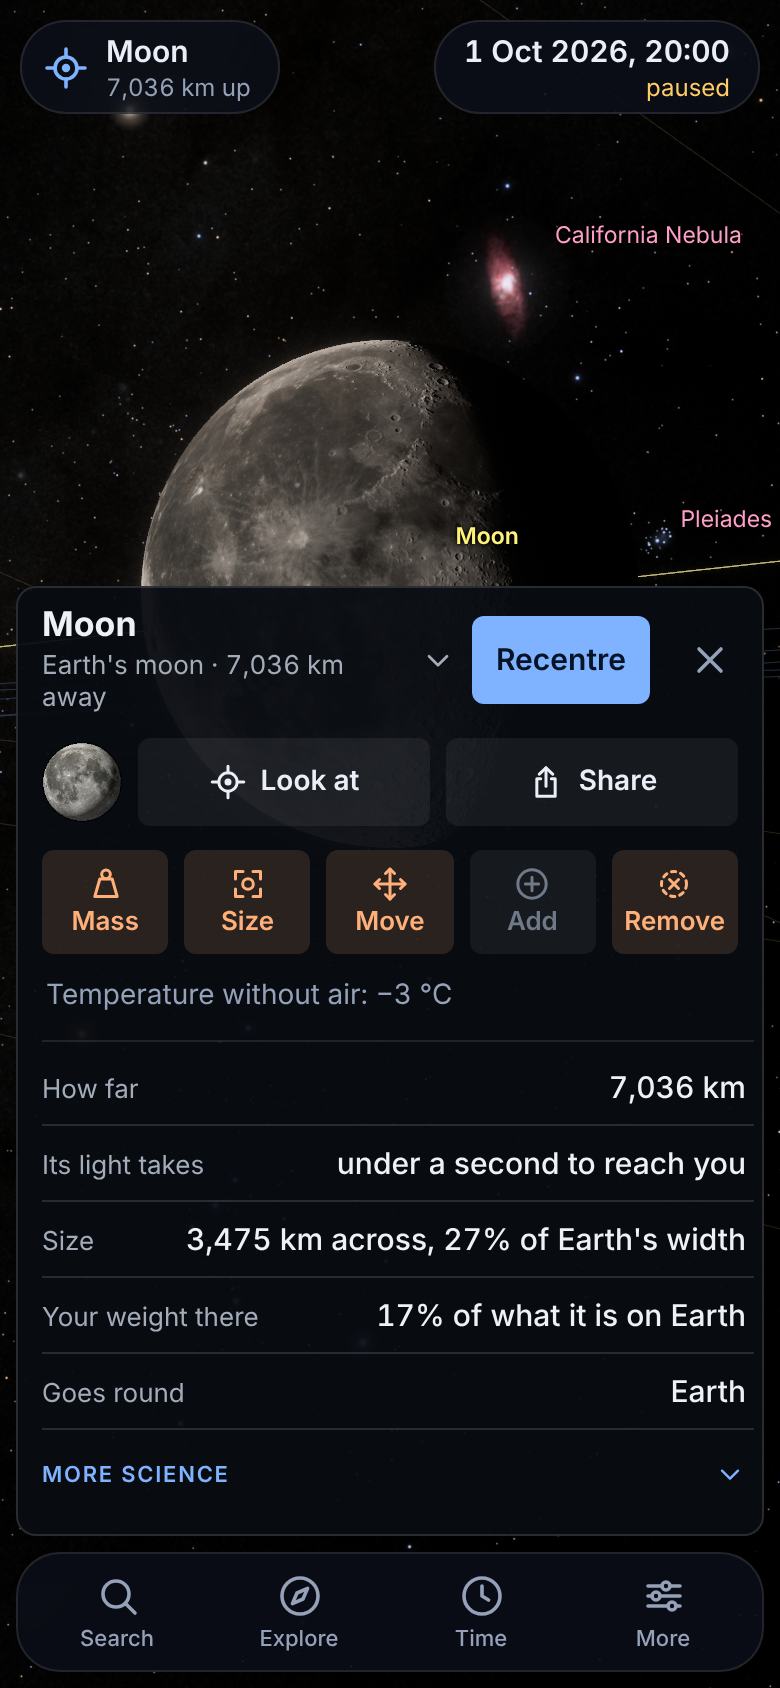 Moon
7,036 km up
1 Oct 2026, 20:00
paused
California Nebula
Moon
Pleiades
Moon
Earth's moon · 7,036 km
away
Recentre
Look at
Share
Mass
Size
Move
Add
Remove
Temperature without air: −3 °C
How far
7,036 km
Its light takes
under a second to reach you
Size
3,475 km across, 27% of Earth's width
Your weight there
17% of what it is on Earth
Goes round
Earth
MORE SCIENCE
Search
Explore
Time
More